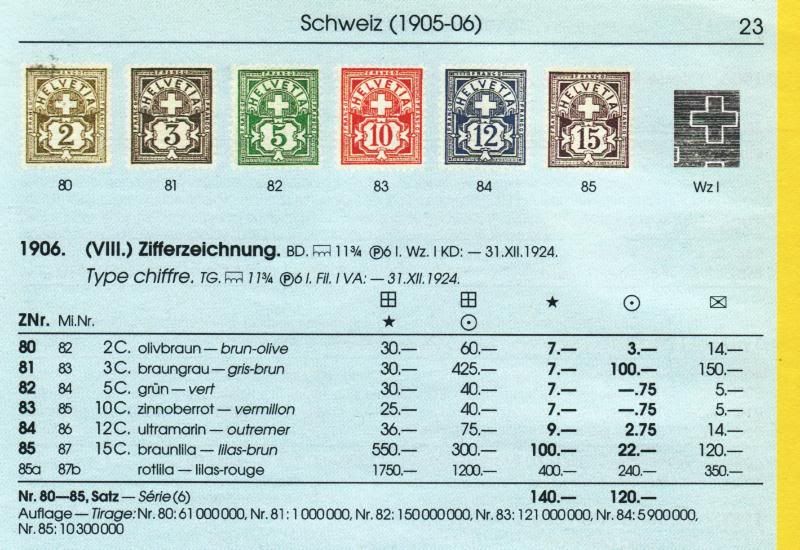 Schweiz (1905-06)
23
FRANCO HELVETIA 2
FRANCO HELVETIA 3
FRANCO HELVETIA 5
FRANCO HELVETIA 10
FRANCO HELVETIA 12
FRANCO HELVETIA 15
80 81 82 83 84 85 Wz I
1906. (VIII.) Zifferzeichnung. BD. 11¾ Ⓟ6 I. Wz. I KD: — 31.XII.1924.
Type chiffre. TG. 11¾ Ⓟ6 I. Fil. I VA: — 31.XII.1924.
⊞ ⊞ ★ ⊙ ✉
ZNr. Mi.Nr. ★ ⊙
80 82 2C. olivbraun — brun-olive 30.— 60.— 7.— 3.— 14.—
81 83 3C. braungrau — gris-brun 30.— 425.— 7.— 100.— 150.—
82 84 5C. grün — vert 30.— 40.— 7.— —.75 5.—
83 85 10C. zinnoberrot — vermillon 25.— 40.— 7.— —.75 5.—
84 86 12C. ultramarin — outremer 36.— 75.— 9.— 2.75 14.—
85 87 15C. braunlila — lilas-brun 550.— 300.— 100.— 22.— 120.—
85a 87b rotlila — lilas-rouge 1750.— 1200.— 400.— 240.— 350.—
Nr. 80—85, Satz — Série (6) 140.— 120.—
Auflage — Tirage: Nr. 80: 61 000 000, Nr. 81: 1 000 000, Nr. 82: 150 000 000, Nr. 83: 121 000 000, Nr. 84: 5 900 000,
Nr. 85: 10 300 000